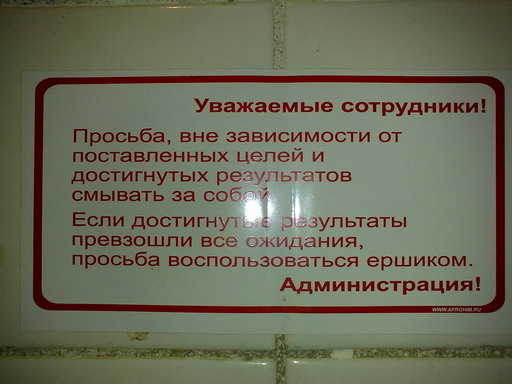 Уважаемые сотрудники!
Просьба, вне зависимости от
поставленных целей и
достигнутых результатов
смывать за собой
Если достигнутые результаты
превзошли все ожидания,
просьба воспользоваться ершиком.
Администрация!
WWW.APROHIM.RU